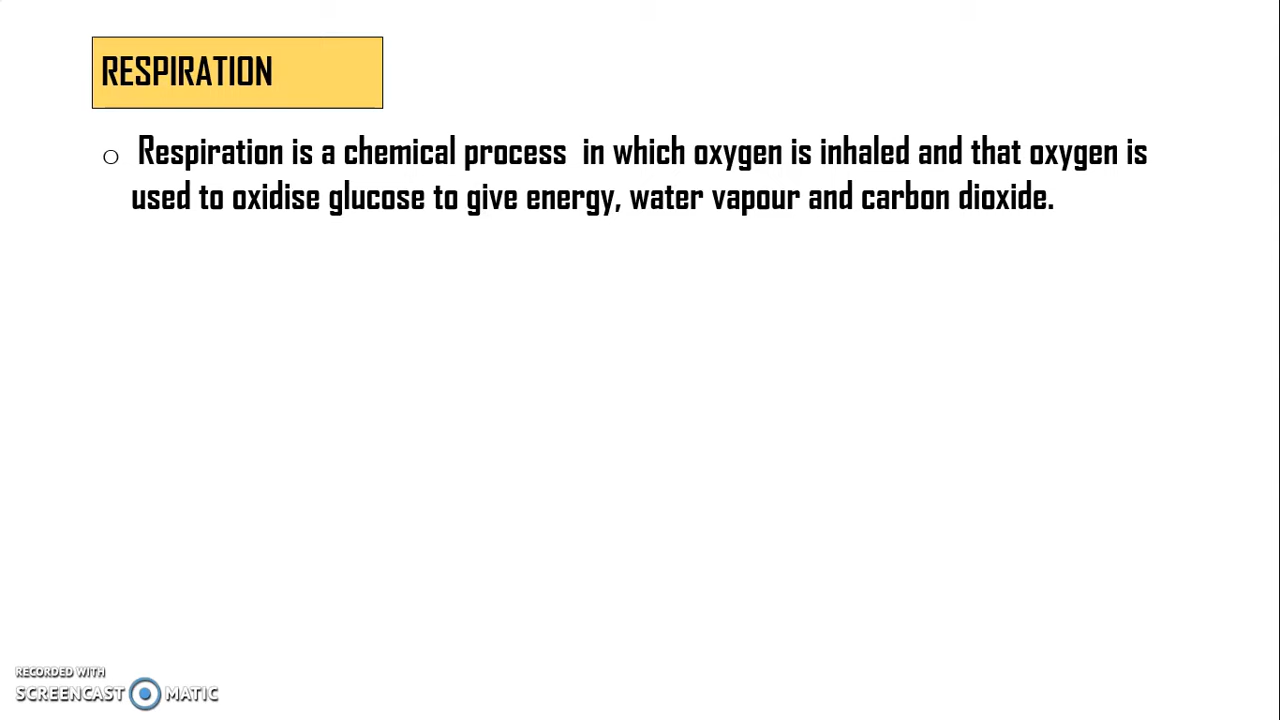 RESPIRATION
o Respiration is a chemical process in which oxygen is inhaled and that oxygen is
used to oxidise glucose to give energy, water vapour and carbon dioxide.
RECORDED WITH
SCREENCAST MATIC